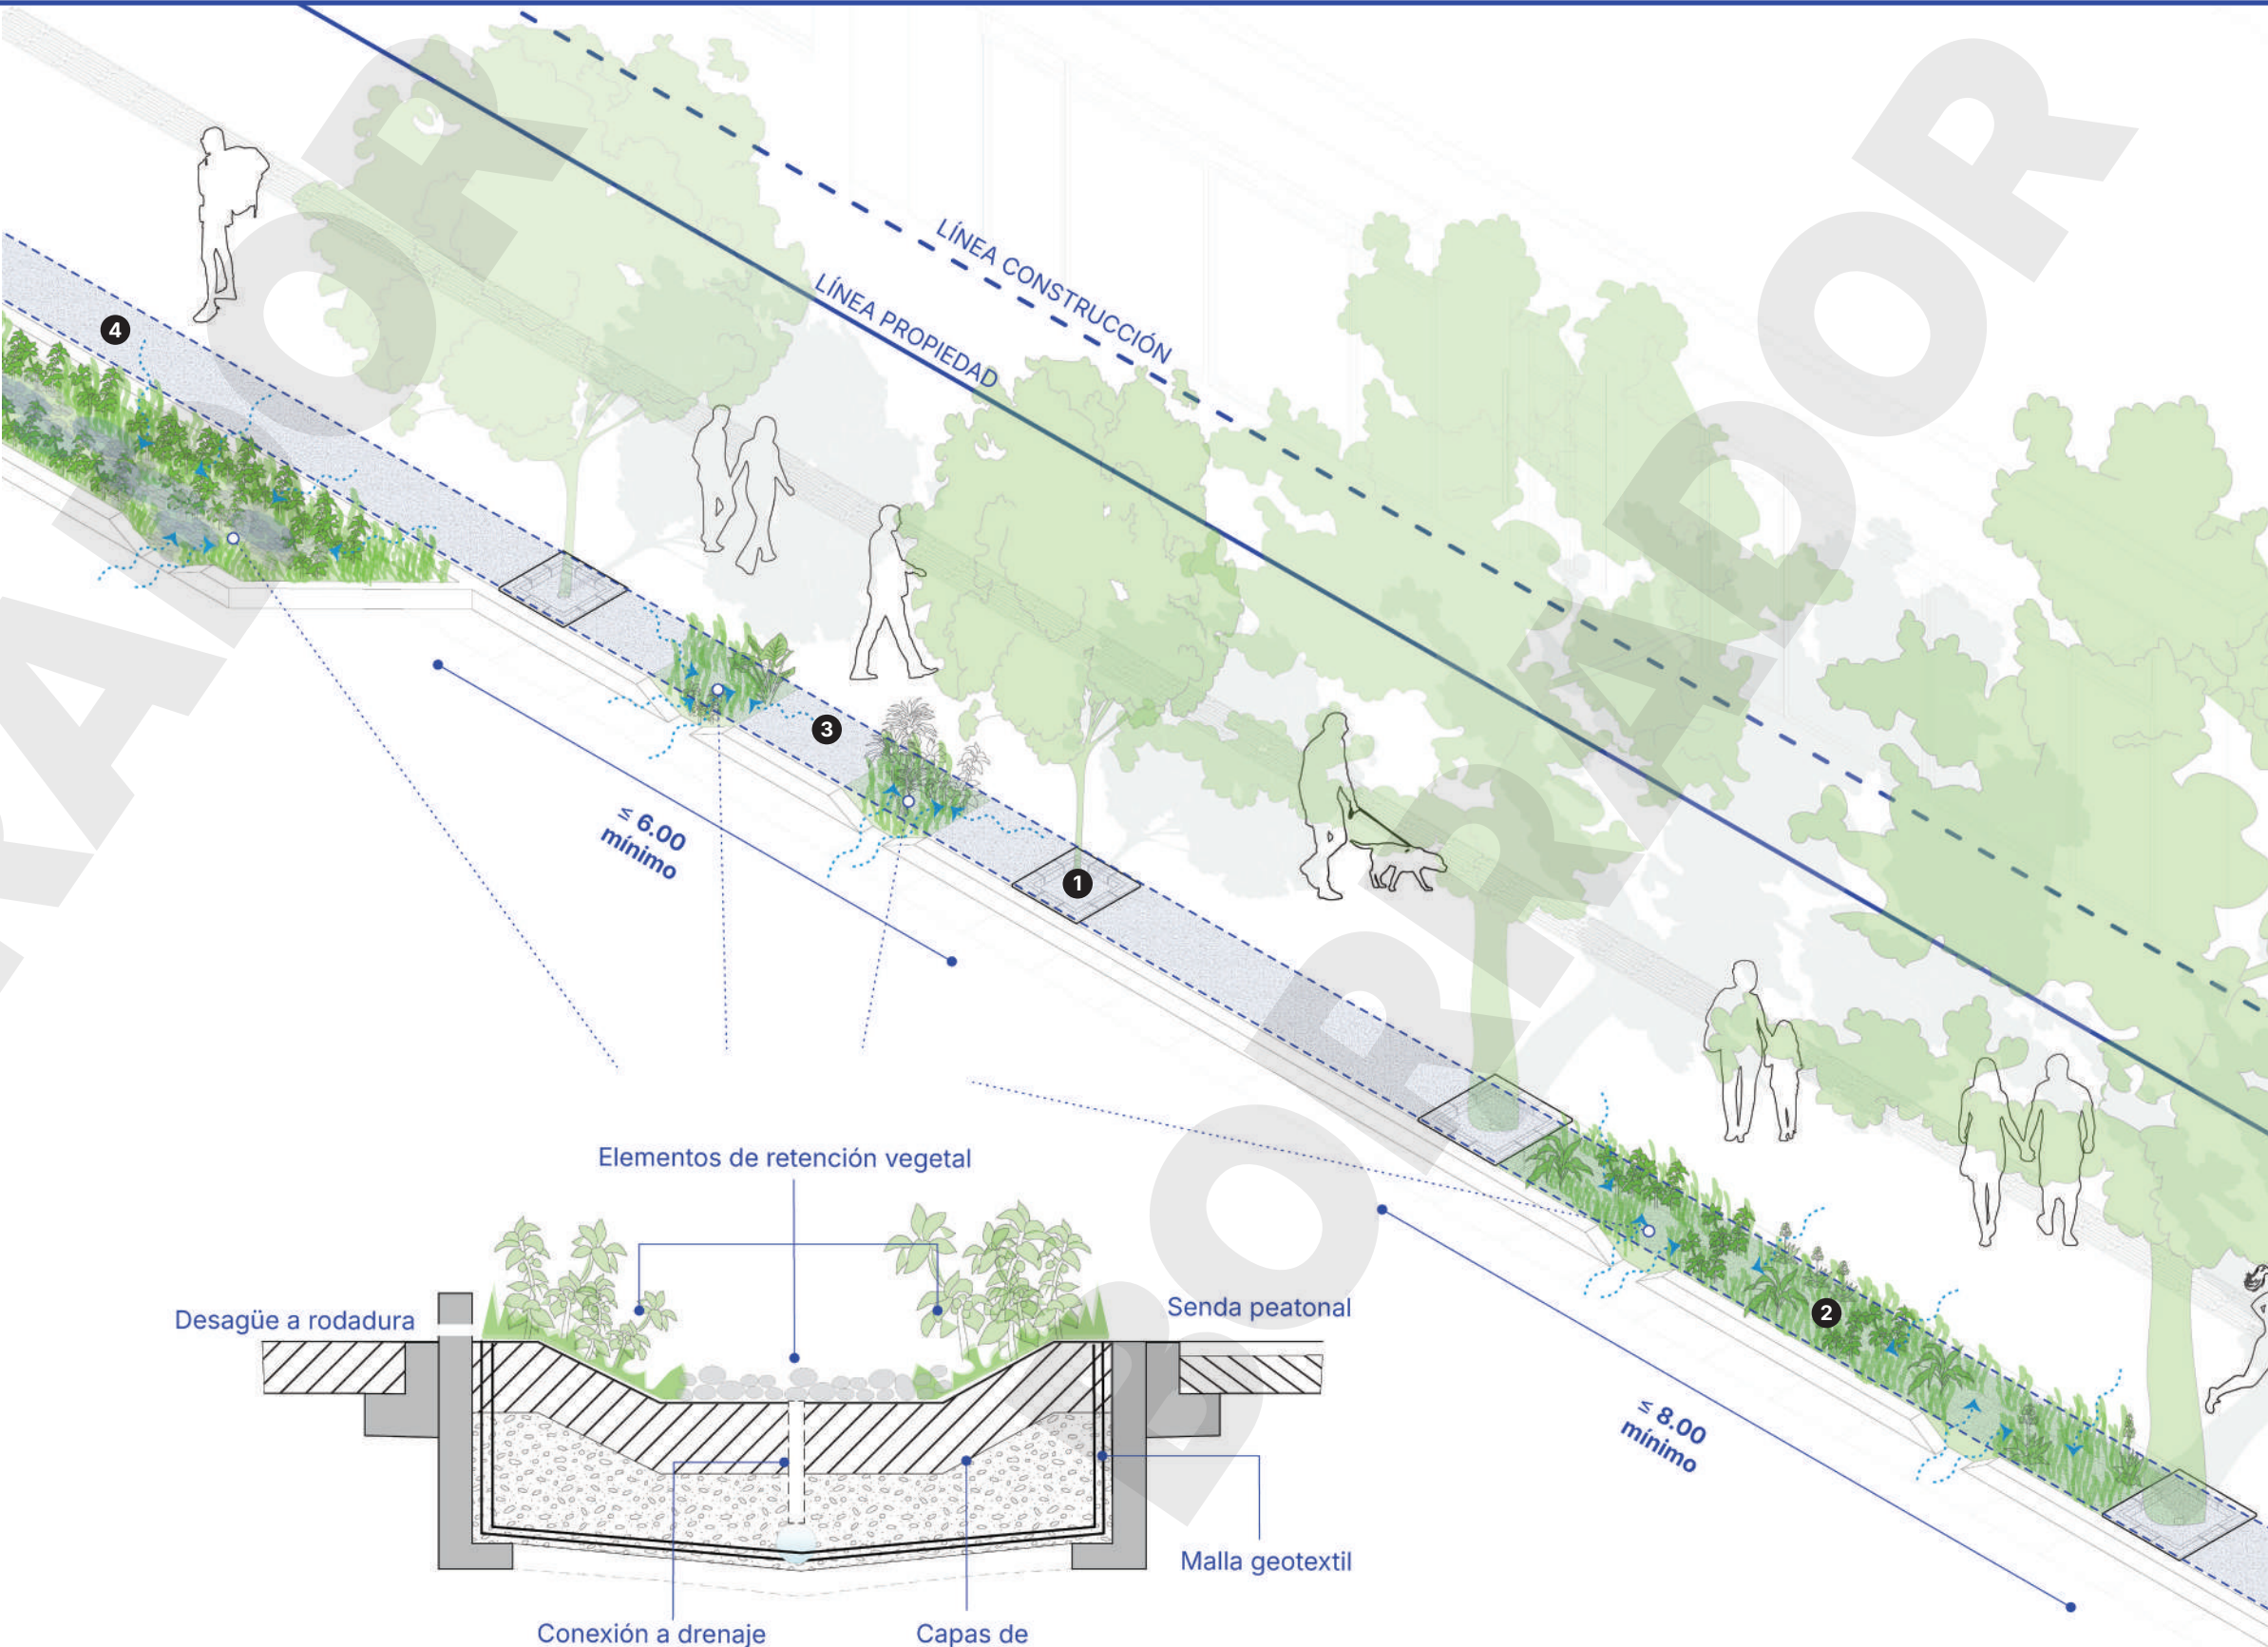 LÍNEA CONSTRUCCIÓN
LÍNEA PROPIEDAD
4
3
≤ 6.00
mínimo
1
Elementos de retención vegetal
Desagüe a rodadura
Senda peatonal
2
≤ 8.00
mínimo
Malla geotextil
Conexión a drenaje
Capas de
BORRADOR